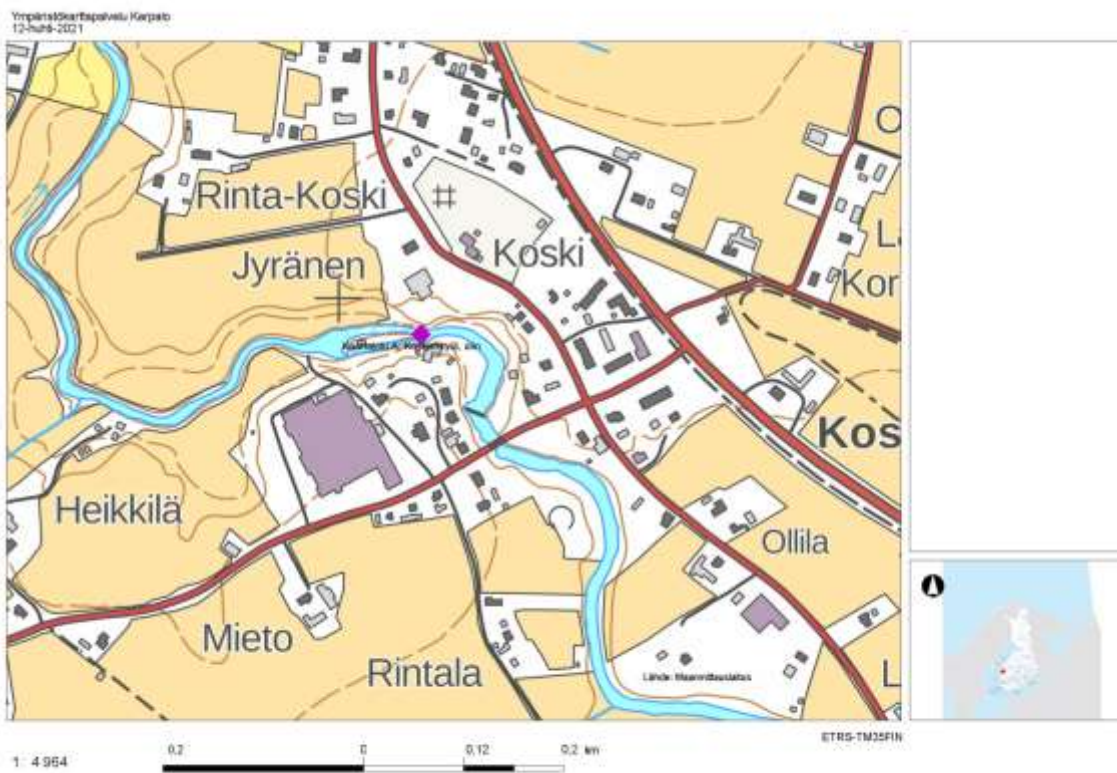 Ympäristökarttapalvelu Karpalo
12-huhti-2021
O
Rinta-Koski
Koski
La
Jyränen
Kor
Kos
Heikkilä
Ollila
Mieto
Rintala
L
Lähde: Maanmittauslaitos
ETRS-TM35FIN
1: 4 964
0,2
0
0,12
0,2 km